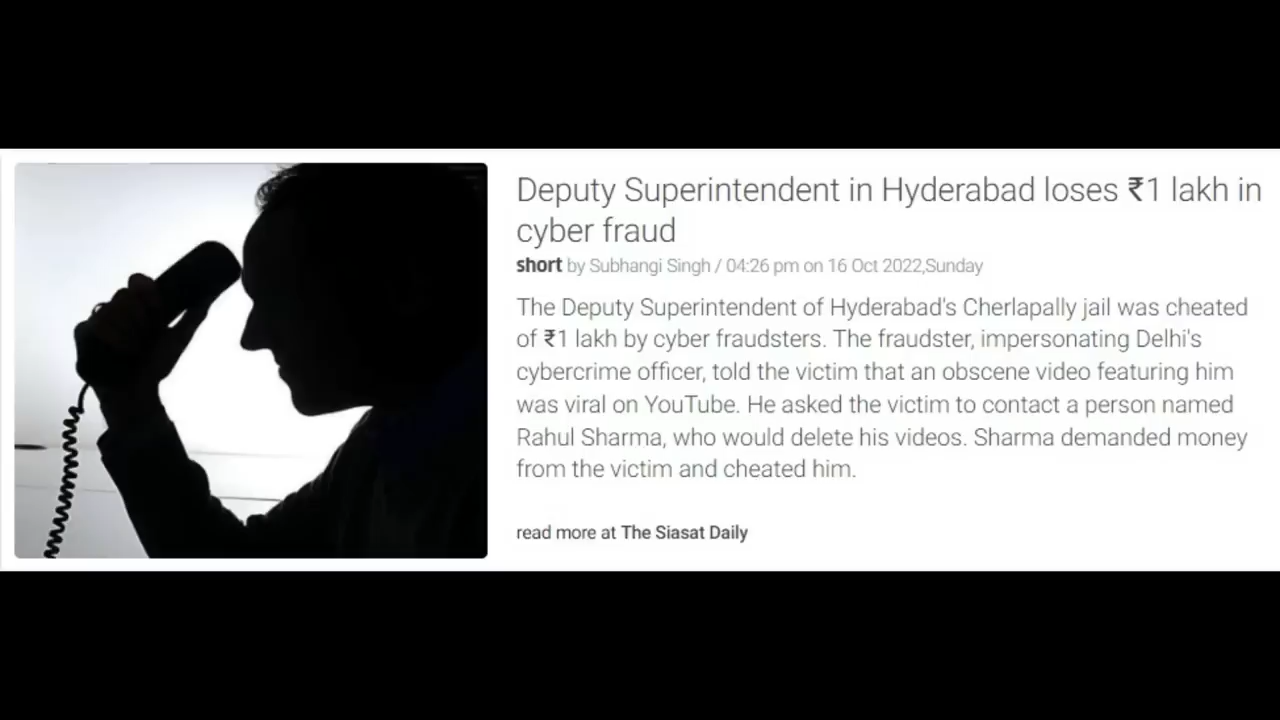 Deputy Superintendent in Hyderabad loses ₹1 lakh in
cyber fraud
short by Subhangi Singh / 04:26 pm on 16 Oct 2022,Sunday
The Deputy Superintendent of Hyderabad's Cherlapally jail was cheated
of ₹1 lakh by cyber fraudsters. The fraudster, impersonating Delhi's
cybercrime officer, told the victim that an obscene video featuring him
was viral on YouTube. He asked the victim to contact a person named
Rahul Sharma, who would delete his videos. Sharma demanded money
from the victim and cheated him.
read more at The Siasat Daily